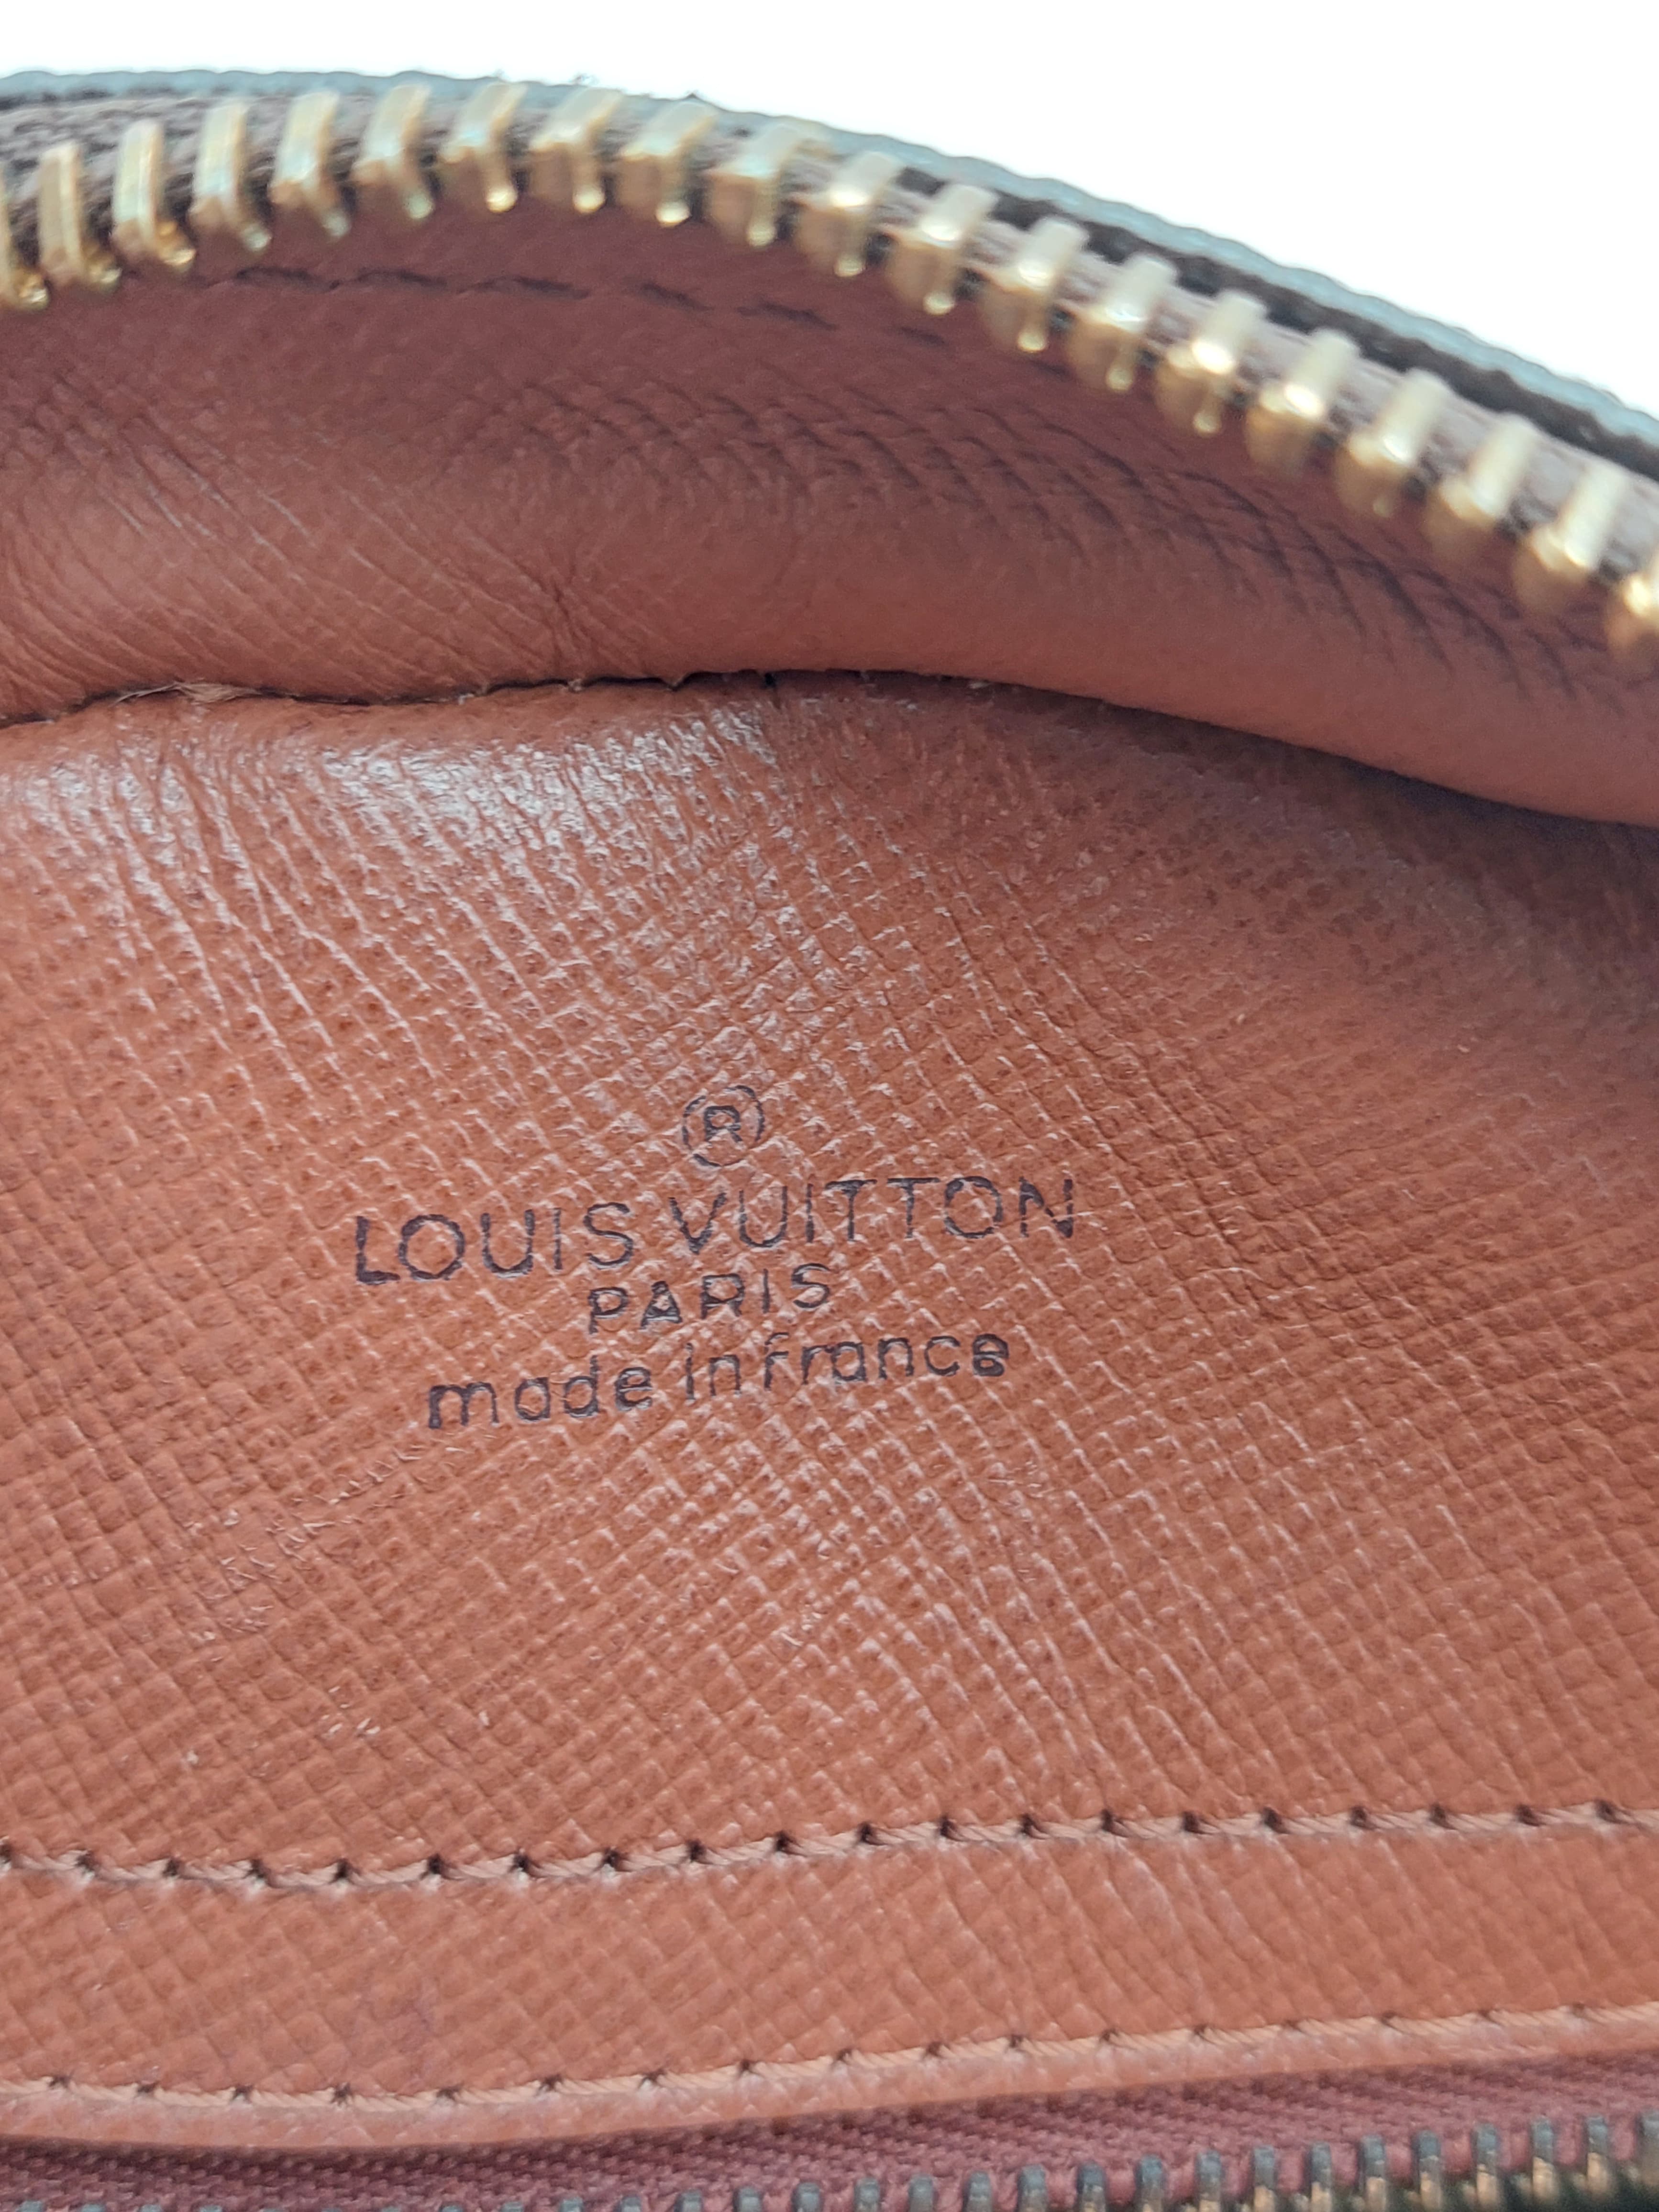 ®
LOUIS VUITTON
PARIS
made in france